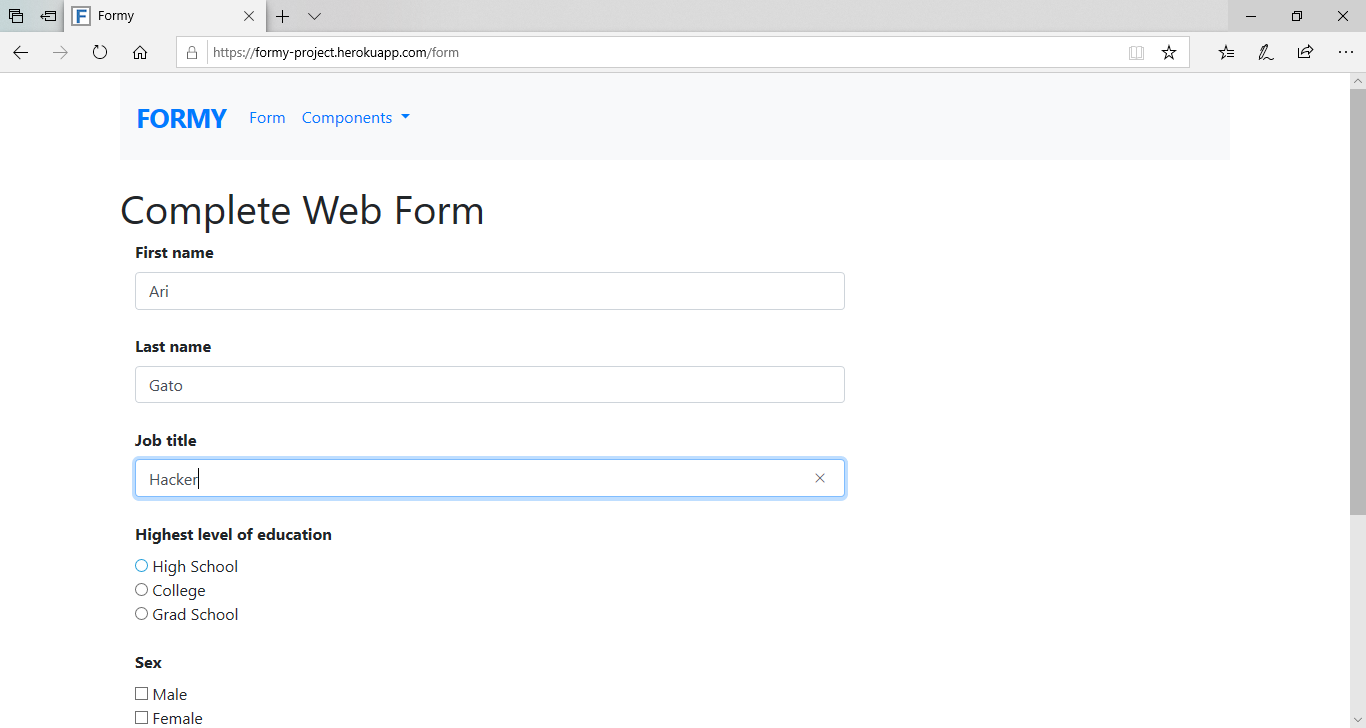 Formy
https://formy-project.herokuapp.com/form
FORMY Form Components
Complete Web Form
First name
Ari
Last name
Gato
Job title
Hacker
Highest level of education
High School
College
Grad School
Sex
Male
Female